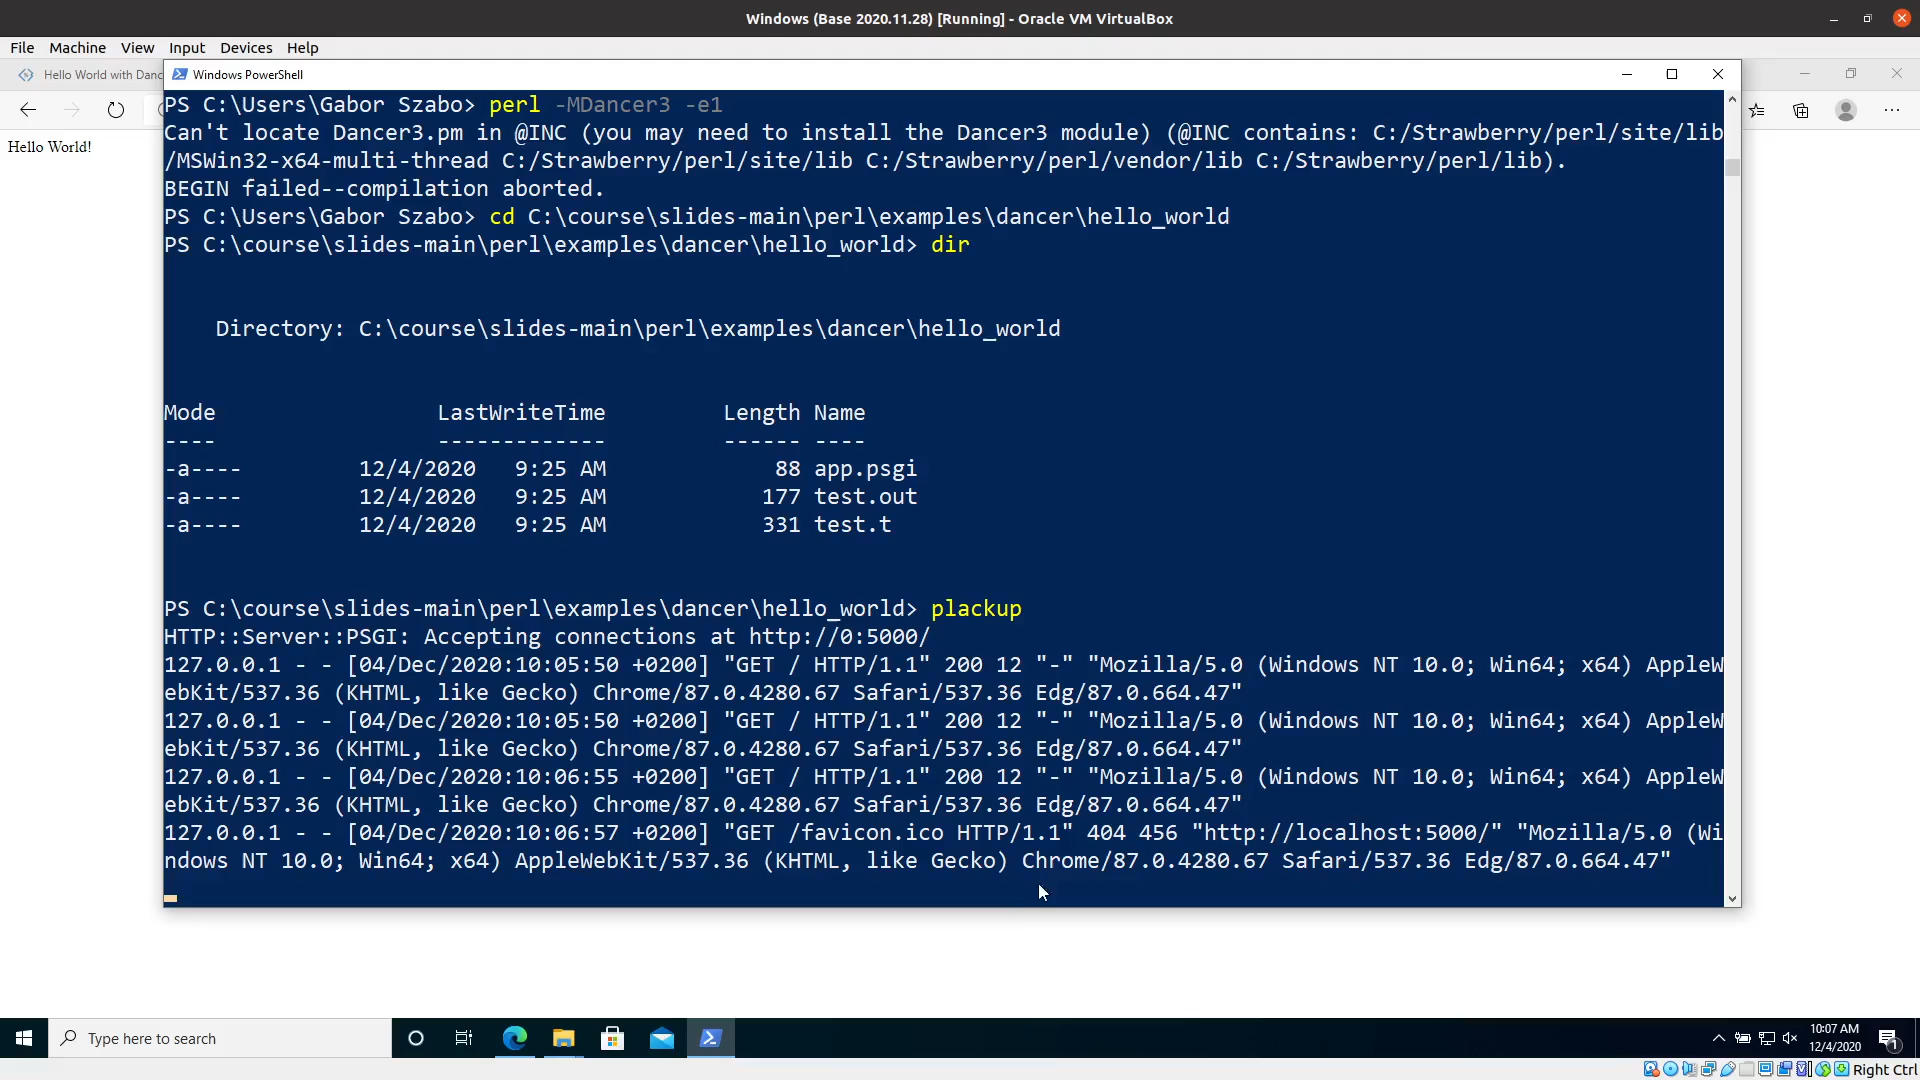 Windows (Base 2020.11.28) [Running] - Oracle VM VirtualBox
File Machine View Input Devices Help
Hello World with Danc
Windows PowerShell
Hello World!
PS C:\Users\Gabor Szabo> perl -MDancer3 -e1
Can't locate Dancer3.pm in @INC (you may need to install the Dancer3 module) (@INC contains: C:/Strawberry/perl/site/lib
/MSWin32-x64-multi-thread C:/Strawberry/perl/site/lib C:/Strawberry/perl/vendor/lib C:/Strawberry/perl/lib).
BEGIN failed--compilation aborted.
PS C:\Users\Gabor Szabo> cd C:\course\slides-main\perl\examples\dancer\hello_world
PS C:\course\slides-main\perl\examples\dancer\hello_world> dir
Directory: C:\course\slides-main\perl\examples\dancer\hello_world
Mode LastWriteTime Length Name
---- ------------- ------ ----
-a---- 12/4/2020 9:25 AM 88 app.psgi
-a---- 12/4/2020 9:25 AM 177 test.out
-a---- 12/4/2020 9:25 AM 331 test.t
PS C:\course\slides-main\perl\examples\dancer\hello_world> plackup
HTTP::Server::PSGI: Accepting connections at http://0:5000/
127.0.0.1 - - [04/Dec/2020:10:05:50 +0200] "GET / HTTP/1.1" 200 12 "-" "Mozilla/5.0 (Windows NT 10.0; Win64; x64) AppleW
ebKit/537.36 (KHTML, like Gecko) Chrome/87.0.4280.67 Safari/537.36 Edg/87.0.664.47"
127.0.0.1 - - [04/Dec/2020:10:05:50 +0200] "GET / HTTP/1.1" 200 12 "-" "Mozilla/5.0 (Windows NT 10.0; Win64; x64) AppleW
ebKit/537.36 (KHTML, like Gecko) Chrome/87.0.4280.67 Safari/537.36 Edg/87.0.664.47"
127.0.0.1 - - [04/Dec/2020:10:06:55 +0200] "GET / HTTP/1.1" 200 12 "-" "Mozilla/5.0 (Windows NT 10.0; Win64; x64) AppleW
ebKit/537.36 (KHTML, like Gecko) Chrome/87.0.4280.67 Safari/537.36 Edg/87.0.664.47"
127.0.0.1 - - [04/Dec/2020:10:06:57 +0200] "GET /favicon.ico HTTP/1.1" 404 456 "http://localhost:5000/" "Mozilla/5.0 (Wi
ndows NT 10.0; Win64; x64) AppleWebKit/537.36 (KHTML, like Gecko) Chrome/87.0.4280.67 Safari/537.36 Edg/87.0.664.47"
Type here to search
10:07 AM
12/4/2020
1
Right Ctrl